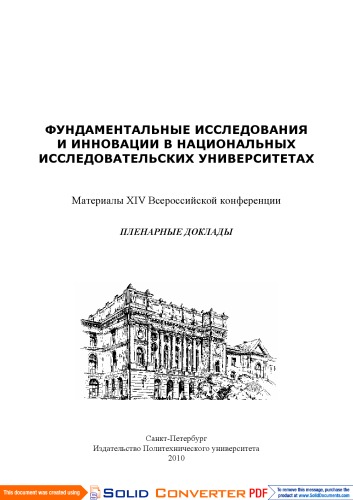 ФУНДАМЕНТАЛЬНЫЕ ИССЛЕДОВАНИЯ
И ИННОВАЦИИ В НАЦИОНАЛЬНЫХ
ИССЛЕДОВАТЕЛЬСКИХ УНИВЕРСИТЕТАХ
Материалы XIV Всероссийской конференции
ПЛЕНАРНЫЕ ДОКЛАДЫ
Санкт-Петербург
Издательство Политехнического университета
2010
This document was created using
SOLID CONVERTER PDF
To remove this message, purchase the
product at www.SolidDocuments.com